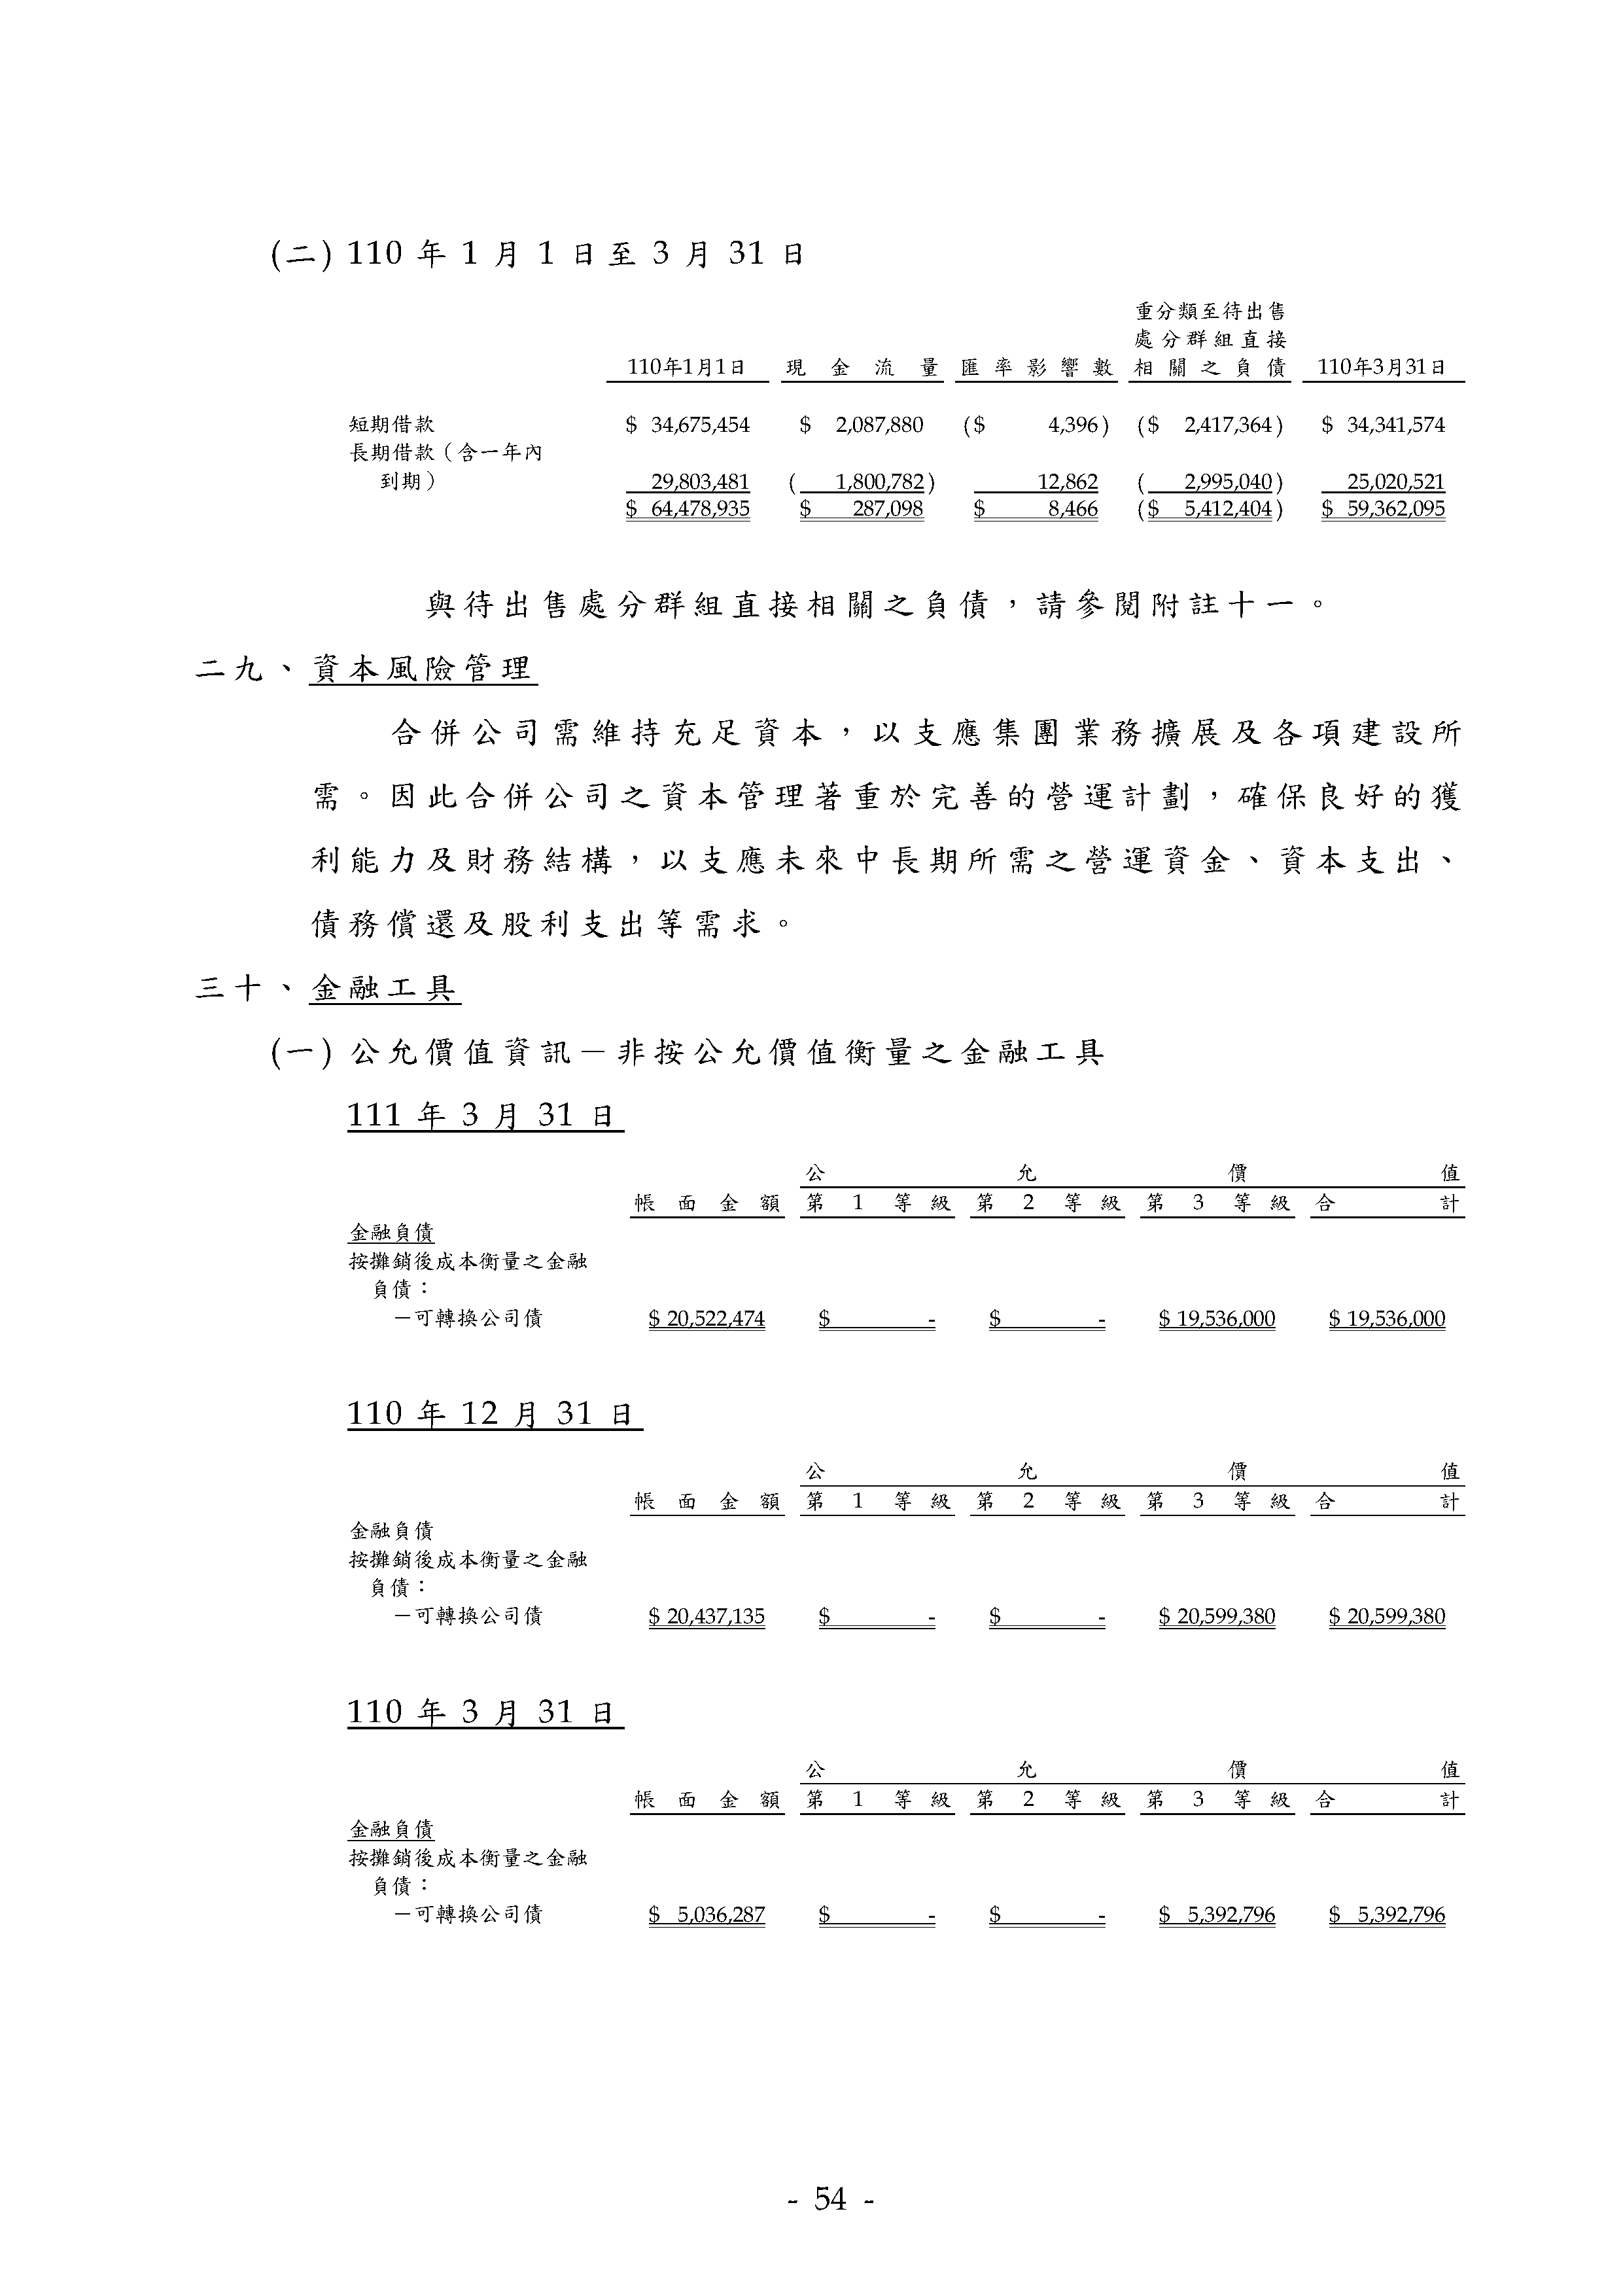 (二) 110 年 1 月 1 日至 3 月 31 日
重分類至待出售
處分群組直接
110年1月1日 現金流量 匯率影響數 相關之負債 110年3月31日
短期借款 $ 34,675,454 $ 2,087,880 ($ 4,396) ($ 2,417,364) $ 34,341,574
長期借款（含一年內
到期） 29,803,481 ( 1,800,782) 12,862 ( 2,995,040) 25,020,521
$ 64,478,935 $ 287,098 $ 8,466 ($ 5,412,404) $ 59,362,095
與待出售處分群組直接相關之負債，請參閱附註十一。
二九、資本風險管理
合併公司需維持充足資本，以支應集團業務擴展及各項建設所
需。因此合併公司之資本管理著重於完善的營運計劃，確保良好的獲
利能力及財務結構，以支應未來中長期所需之營運資金、資本支出、
債務償還及股利支出等需求。
三十、金融工具
(一) 公允價值資訊－非按公允價值衡量之金融工具
111 年 3 月 31 日
公允價值
帳面金額 第 1 等級 第 2 等級 第 3 等級 合計
金融負債
按攤銷後成本衡量之金融
負債：
－可轉換公司債 $ 20,522,474 $ - $ - $ 19,536,000 $ 19,536,000
110 年 12 月 31 日
公允價值
帳面金額 第 1 等級 第 2 等級 第 3 等級 合計
金融負債
按攤銷後成本衡量之金融
負債：
－可轉換公司債 $ 20,437,135 $ - $ - $ 20,599,380 $ 20,599,380
110 年 3 月 31 日
公允價值
帳面金額 第 1 等級 第 2 等級 第 3 等級 合計
金融負債
按攤銷後成本衡量之金融
負債：
－可轉換公司債 $ 5,036,287 $ - $ - $ 5,392,796 $ 5,392,796
- 54 -